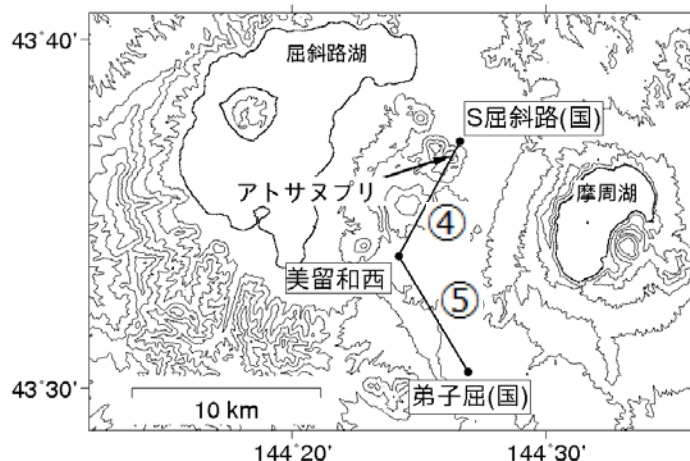 43˚40'
屈斜路湖
S屈斜路(国)
アトサヌプリ
摩周湖
④
美留和西
⑤
43˚30'
弟子屈(国)
10 km
144˚20'
144˚30'